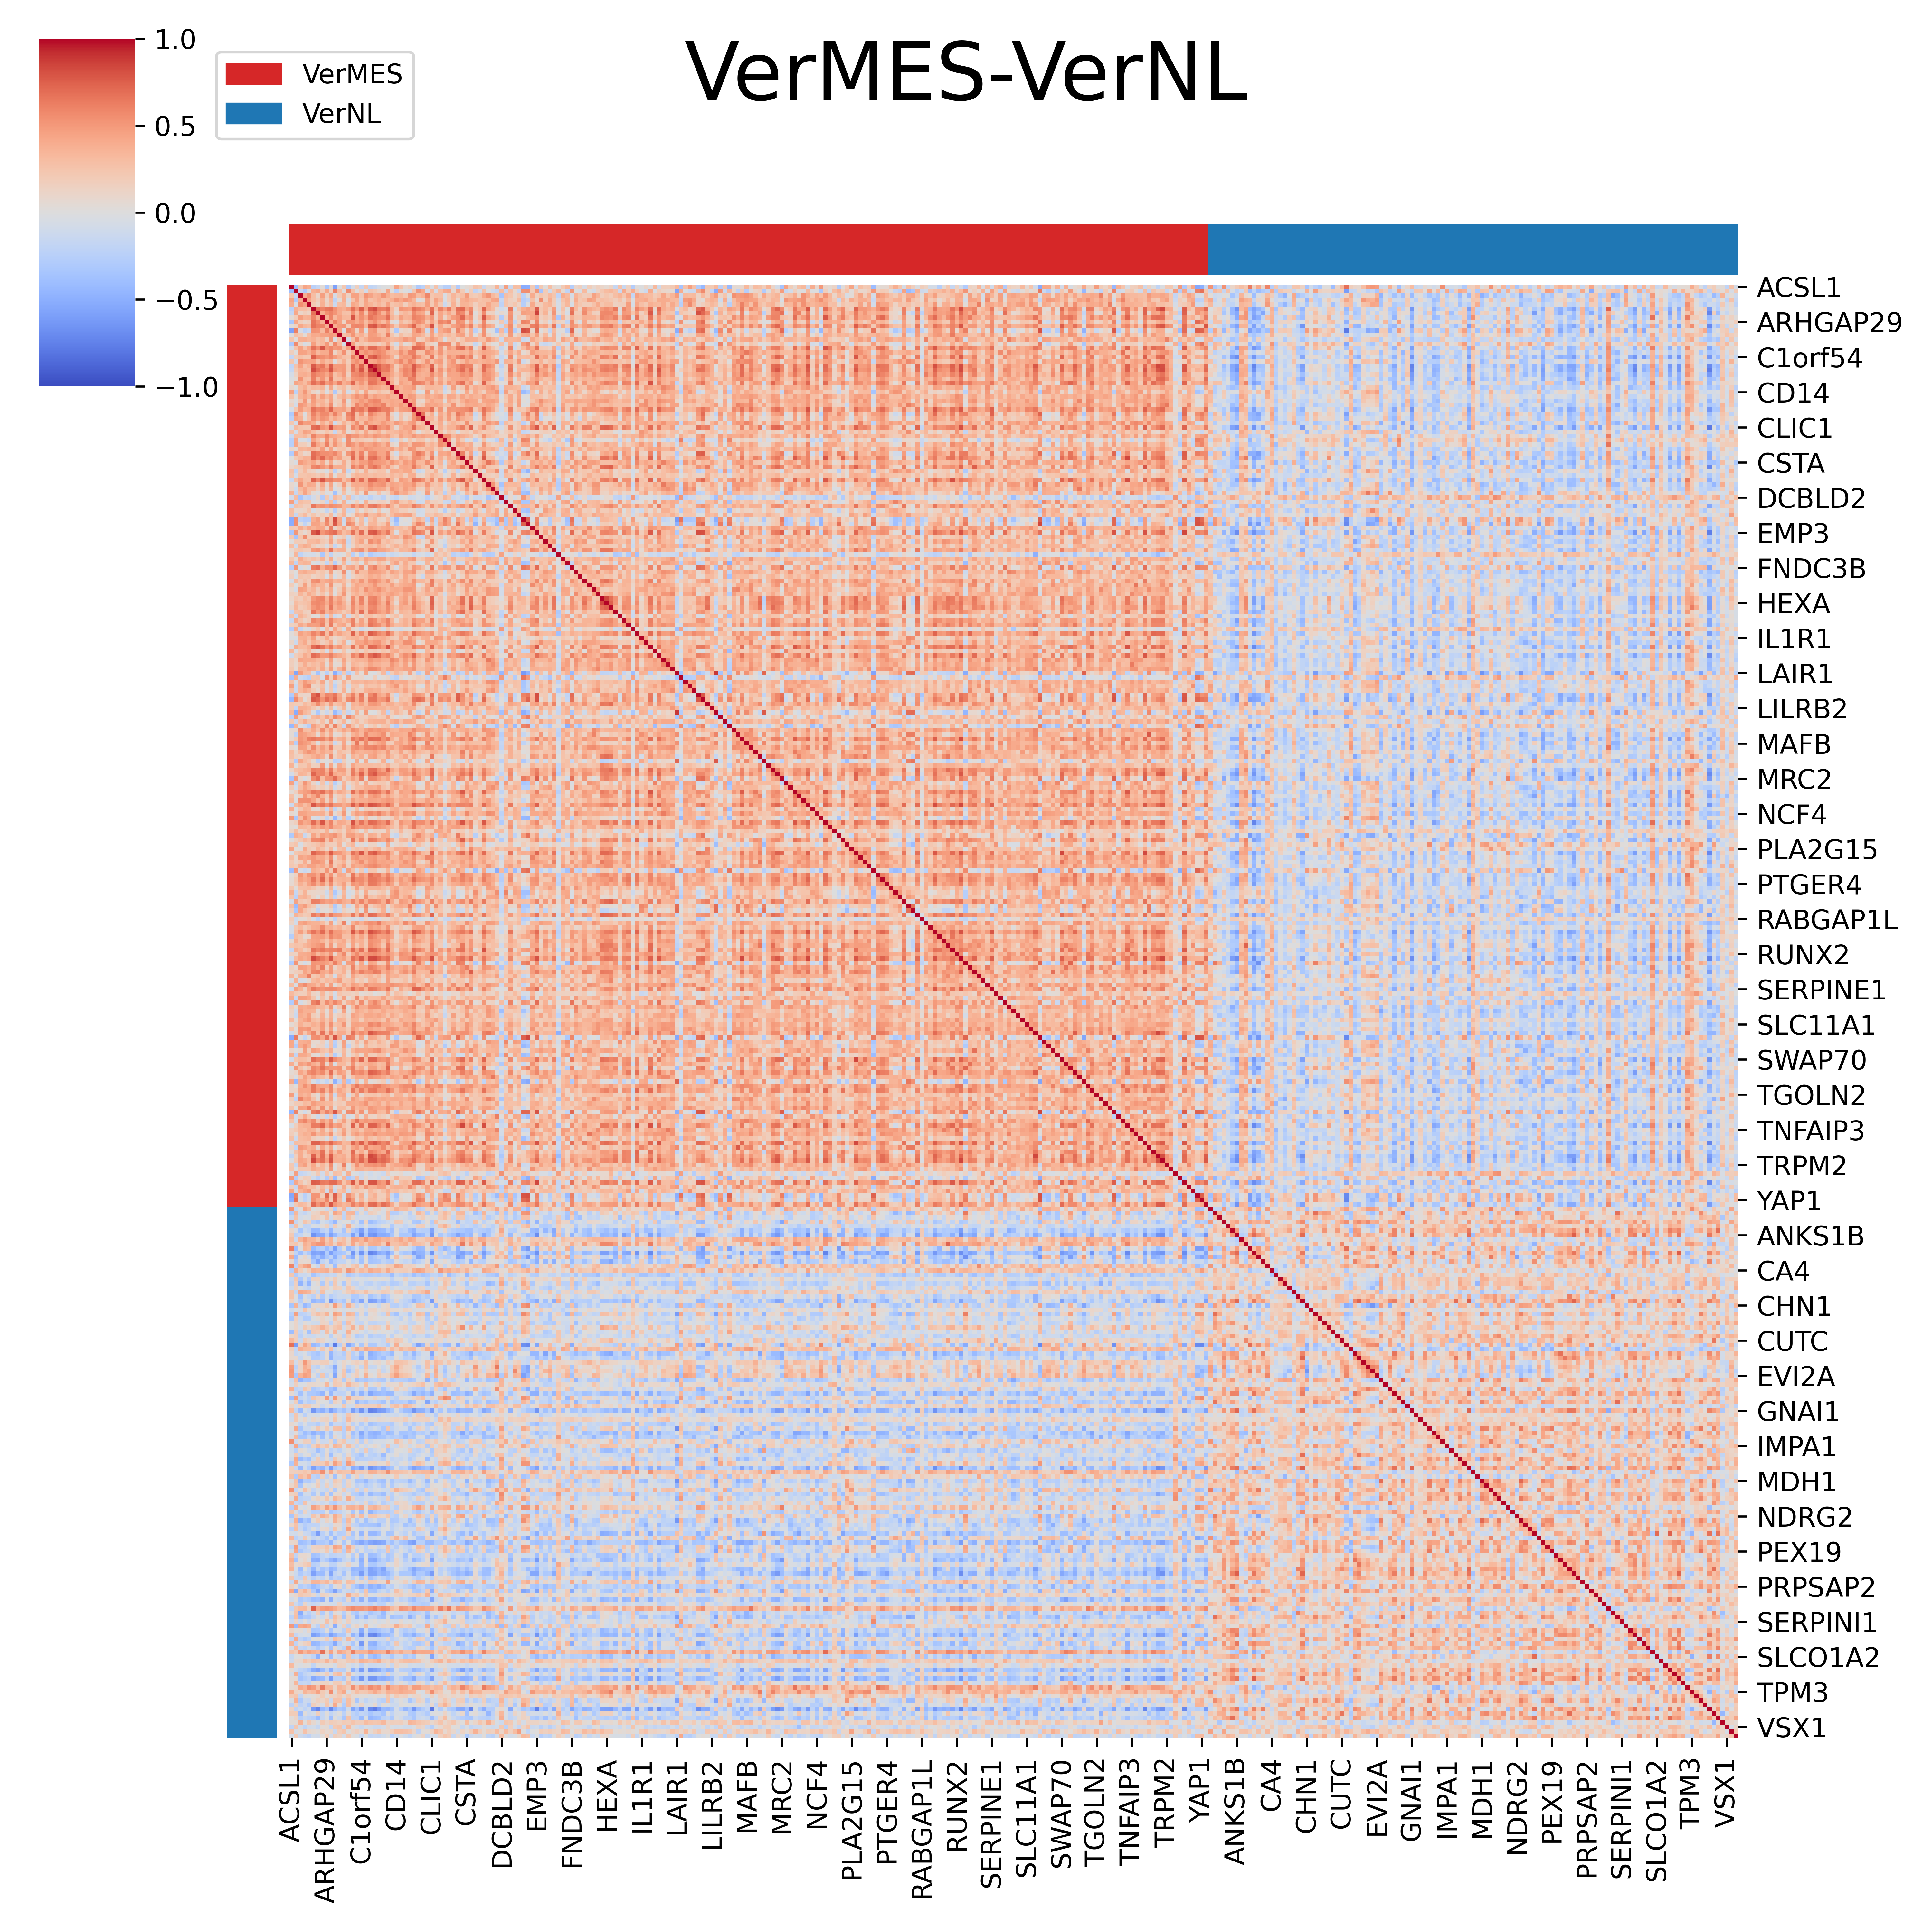 VerMES-VerNL
1.0
0.5
0.0
−0.5
−1.0
VerMES
VerNL
ACSL1
ARHGAP29
C1orf54
CD14
CLIC1
CSTA
DCBLD2
EMP3
FNDC3B
HEXA
IL1R1
LAIR1
LILRB2
MAFB
MRC2
NCF4
PLA2G15
PTGER4
RABGAP1L
RUNX2
SERPINE1
SLC11A1
SWAP70
TGOLN2
TNFAIP3
TRPM2
YAP1
ANKS1B
CA4
CHN1
CUTC
EVI2A
GNAI1
IMPA1
MDH1
NDRG2
PEX19
PRPSAP2
SERPINI1
SLCO1A2
TPM3
VSX1
ACSL1
ARHGAP29
C1orf54
CD14
CLIC1
CSTA
DCBLD2
EMP3
FNDC3B
HEXA
IL1R1
LAIR1
LILRB2
MAFB
MRC2
NCF4
PLA2G15
PTGER4
RABGAP1L
RUNX2
SERPINE1
SLC11A1
SWAP70
TGOLN2
TNFAIP3
TRPM2
YAP1
ANKS1B
CA4
CHN1
CUTC
EVI2A
GNAI1
IMPA1
MDH1
NDRG2
PEX19
PRPSAP2
SERPINI1
SLCO1A2
TPM3
VSX1